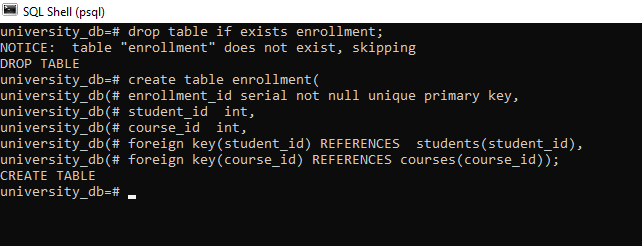 SQL Shell (psql)
university_db=# drop table if exists enrollment;
NOTICE:  table "enrollment" does not exist, skipping
DROP TABLE
university_db=# create table enrollment(
university_db(# enrollment_id serial not null unique primary key,
university_db(# student_id  int,
university_db(# course_id  int,
university_db(# foreign key(student_id) REFERENCES  students(student_id),
university_db(# foreign key(course_id) REFERENCES courses(course_id));
CREATE TABLE
university_db=#